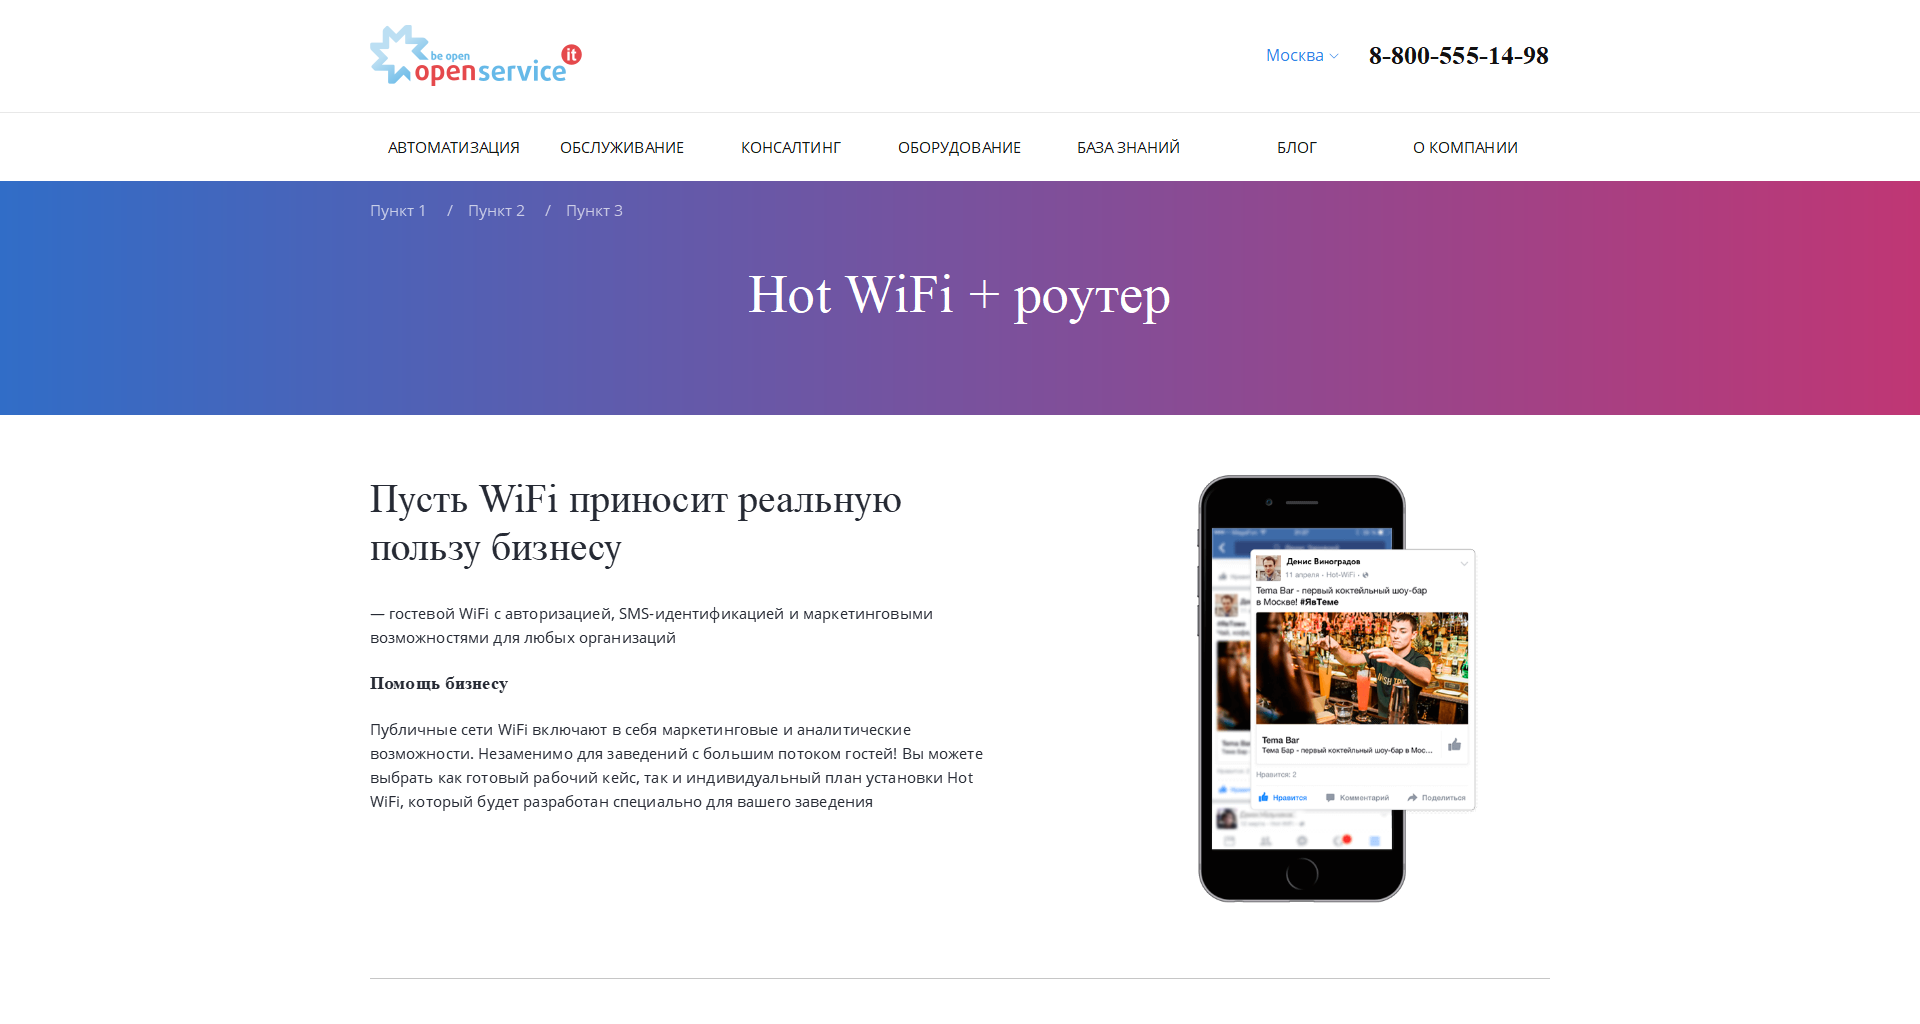 be open
openservice it
Москва
8-800-555-14-98
АВТОМАТИЗАЦИЯ
ОБСЛУЖИВАНИЕ
КОНСАЛТИНГ
ОБОРУДОВАНИЕ
БАЗА ЗНАНИЙ
БЛОГ
О КОМПАНИИ
Пункт 1 / Пункт 2 / Пункт 3
Hot WiFi + роутер
Пусть WiFi приносит реальную
пользу бизнесу
— гостевой WiFi с авторизацией, SMS-идентификацией и маркетинговыми
возможностями для любых организаций
Помощь бизнесу
Публичные сети WiFi включают в себя маркетинговые и аналитические
возможности. Незаменимо для заведений с большим потоком гостей! Вы можете
выбрать как готовый рабочий кейс, так и индивидуальный план установки Hot
WiFi, который будет разработан специально для вашего заведения
Денис Виноградов
11 апреля • Hot-WiFi •
Tema Bar - первый коктейльный шоу-бар
в Москве! #ЯвТеме
Tema Bar
Тема Бар - первый коктейльный шоу-бар в Мос...
Нравится: 2
Нравится
Комментарий
Поделиться